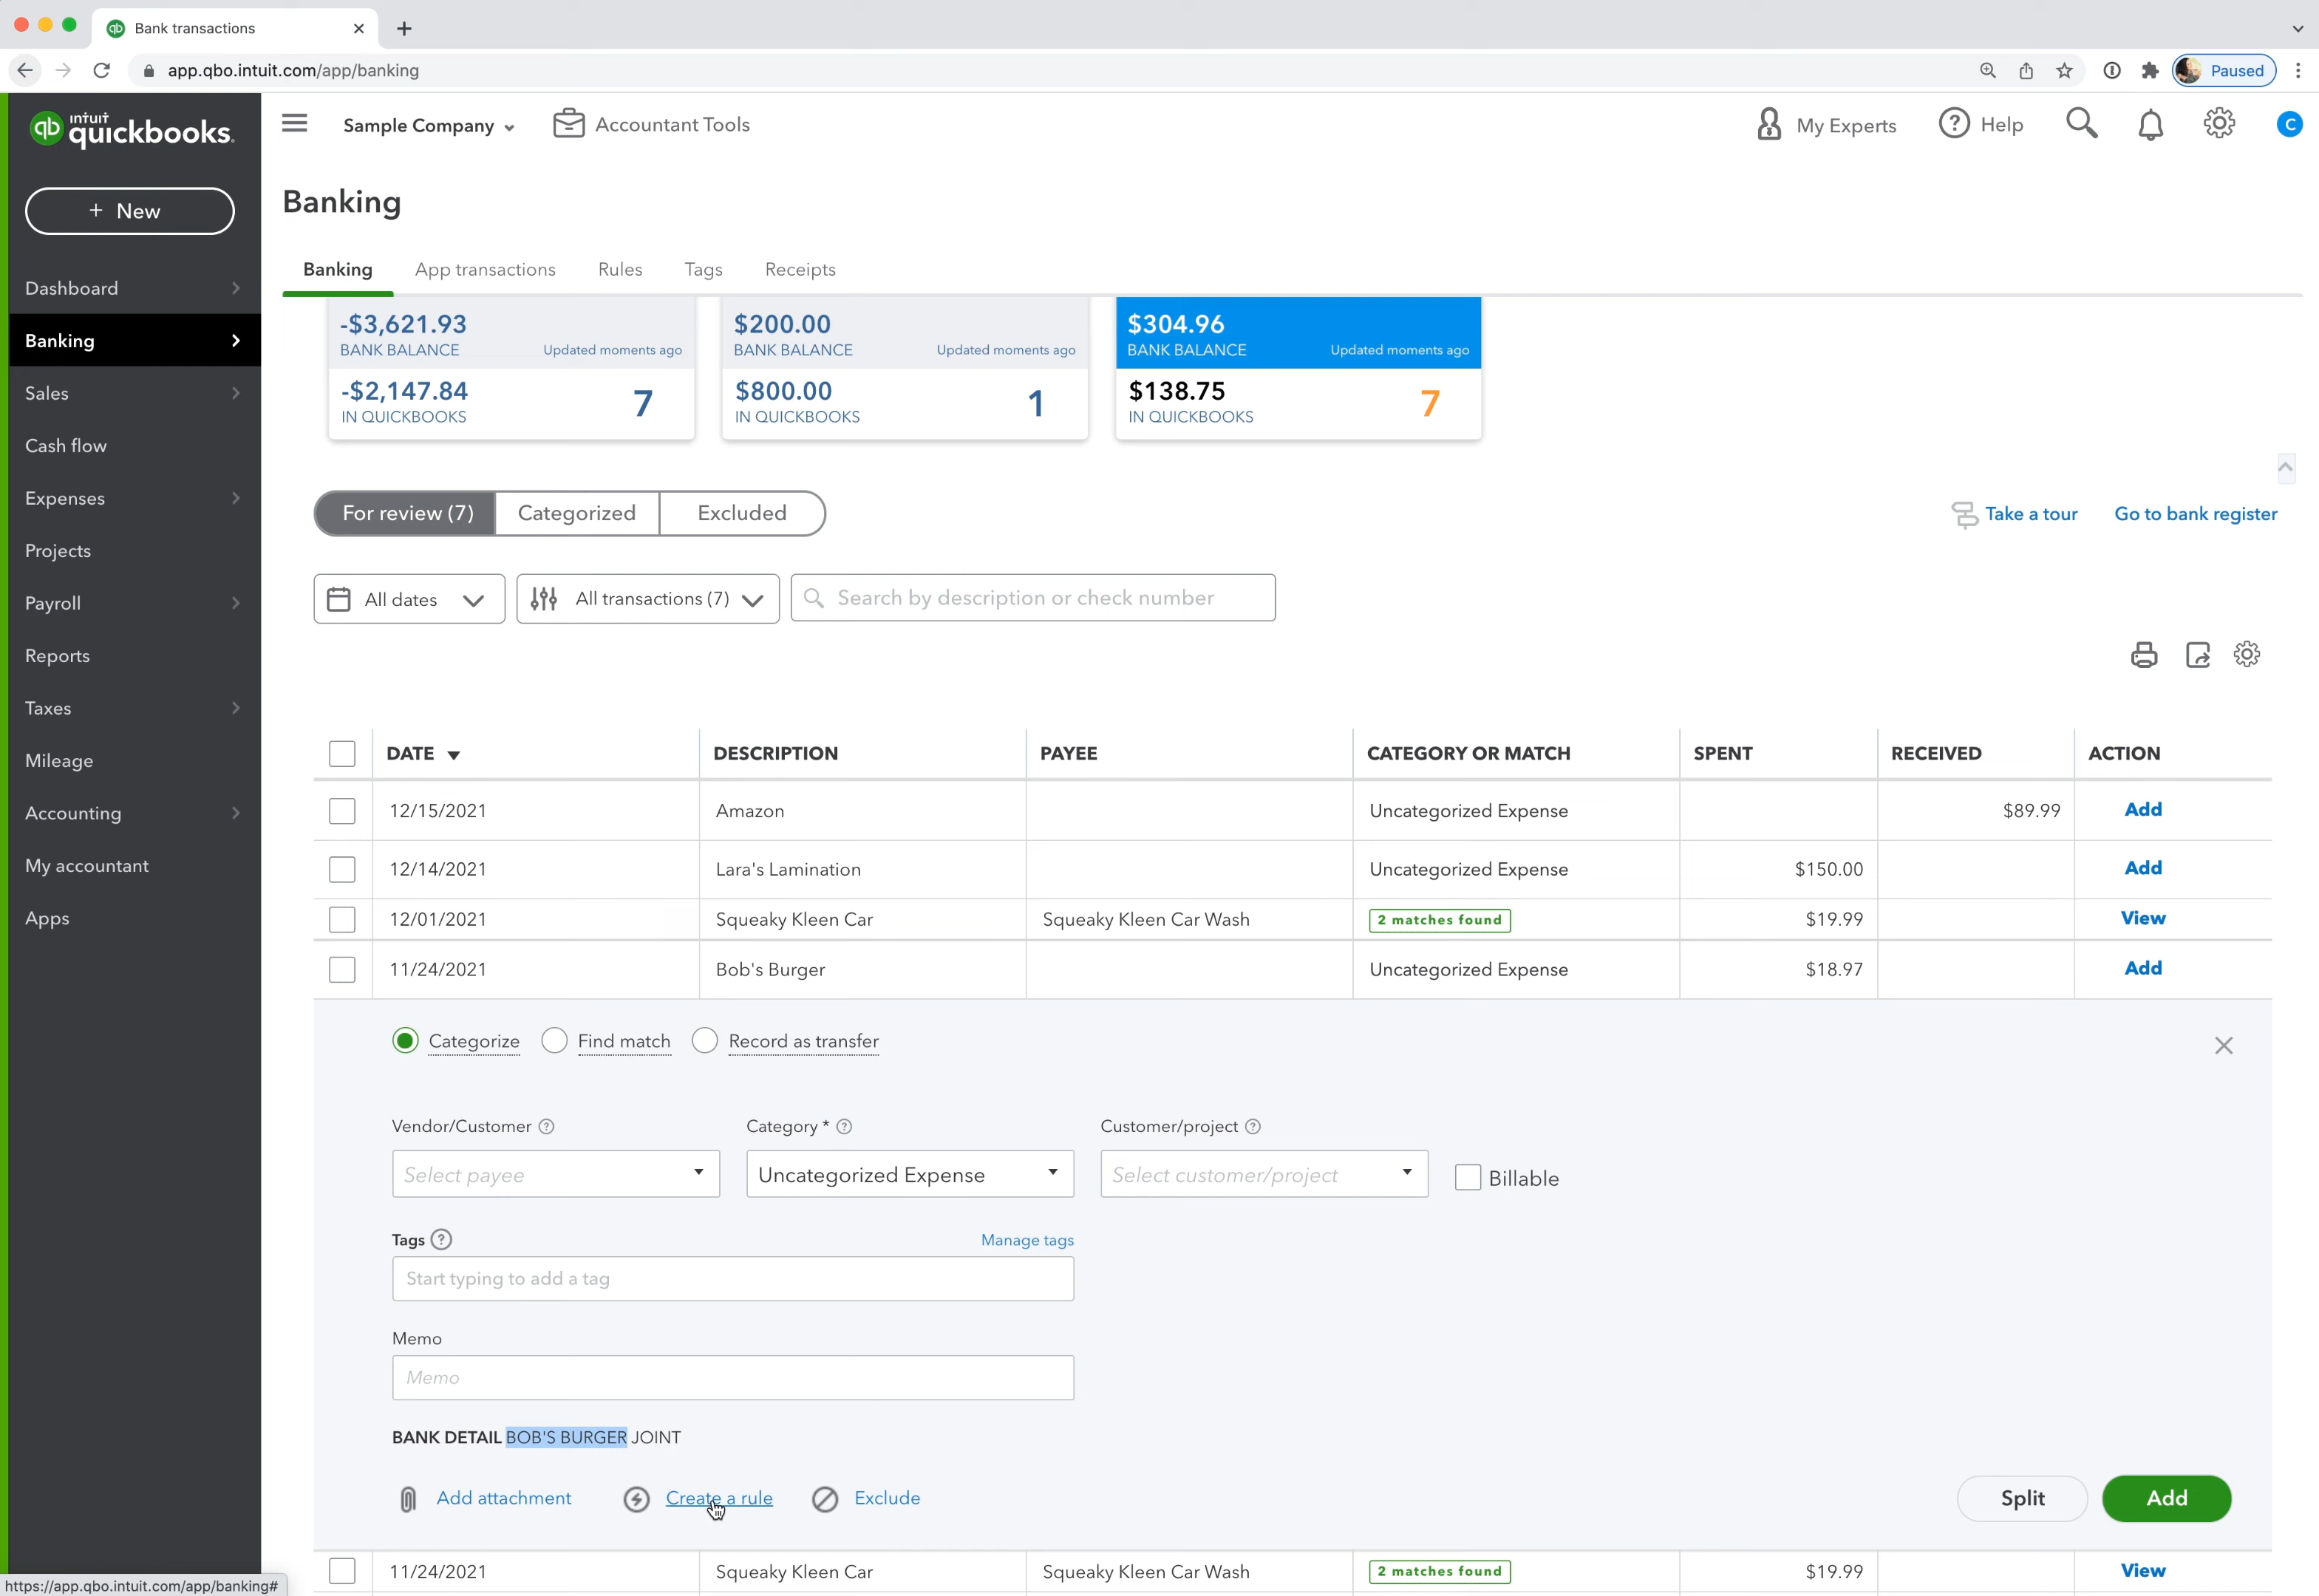 Bank transactions
app.qbo.intuit.com/app/banking
Paused
intuit quickbooks.
Sample Company
Accountant Tools
My Experts
Help
C
+ New
Banking
Banking App transactions Rules Tags Receipts
Dashboard
Banking
Sales
Cash flow
Expenses
Projects
Payroll
Reports
Taxes
Mileage
Accounting
My accountant
Apps
-$3,621.93
BANK BALANCE Updated moments ago
-$2,147.84
IN QUICKBOOKS
7
$200.00
BANK BALANCE Updated moments ago
$800.00
IN QUICKBOOKS
1
$304.96
BANK BALANCE Updated moments ago
$138.75
IN QUICKBOOKS
7
For review (7) Categorized Excluded
Take a tour Go to bank register
All dates All transactions (7) Search by description or check number
DATE DESCRIPTION PAYEE CATEGORY OR MATCH SPENT RECEIVED ACTION
12/15/2021 Amazon Uncategorized Expense $89.99 Add
12/14/2021 Lara's Lamination Uncategorized Expense $150.00 Add
12/01/2021 Squeaky Kleen Car Squeaky Kleen Car Wash 2 matches found $19.99 View
11/24/2021 Bob's Burger Uncategorized Expense $18.97 Add
Categorize Find match Record as transfer
Vendor/Customer Category * Customer/project
Select payee Uncategorized Expense Select customer/project Billable
Tags Manage tags
Start typing to add a tag
Memo
Memo
BANK DETAIL BOB'S BURGER JOINT
Add attachment Create a rule Exclude Split Add
11/24/2021 Squeaky Kleen Car Squeaky Kleen Car Wash 2 matches found $19.99 View
https://app.qbo.intuit.com/app/banking#